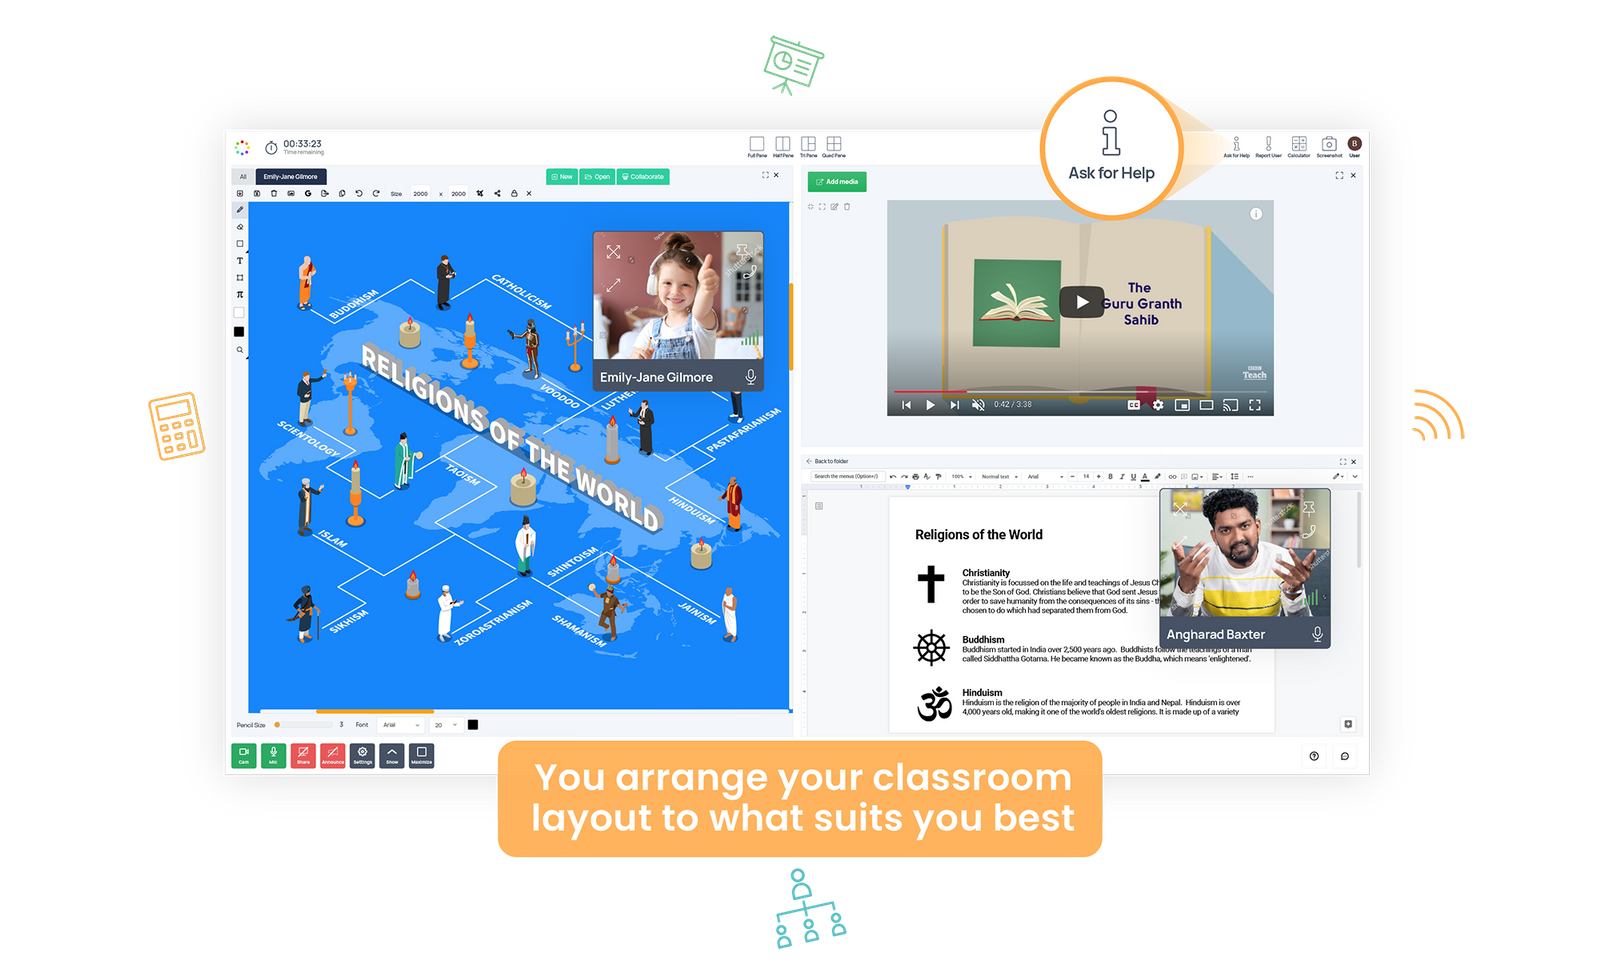 00:33:23
Time remaining
Full Pane
Half Pane
Tri Pane
Quad Pane
Ask for Help
Ask for Help
Report User
Calculator
Screenshot
B
User
All
Emily-Jane Gilmore
New
Open
Collaborate
Size 2000 x 2000
BUDDHISM
CATHOLICISM
VOODOO
SCIENTOLOGY
TAOISM
PASTAFARIANISM
HINDUISM
ISLAM
SHINTOISM
SIKHISM
ZOROASTRIANISM
SHAMANISM
JAINISM
RELIGIONS OF THE WORLD
Emily-Jane Gilmore
Pencil Size
3
Font
Arial
20
Cam
Mic
Share
Announce
Settings
Show
Maximize
Add media
The
Guru Granth
Sahib
BBC
Teach
0:42 / 3:38
CC
Back to folder
Search the menus (Option+/)
100%
Normal text
Arial
14
B I U A
Religions of the World
Christianity
Christianity is focussed on the life and teachings of Jesus
to be the Son of God. Christians believe that God sent Jesus
order to save humanity from the consequences of its sins -
chosen to do which had separated them from God.
Buddhism
Buddhism started in India over 2,500 years ago. Buddhists follow the teachings of a man
called Siddhattha Gotama. He became known as the Buddha, which means 'enlightened'.
Hinduism
Hinduism is the religion of the majority of people in India and Nepal. Hinduism is over
4,000 years old, making it one of the world's oldest religions. It is made up of a variety
Angharad Baxter
You arrange your classroom
layout to what suits you best